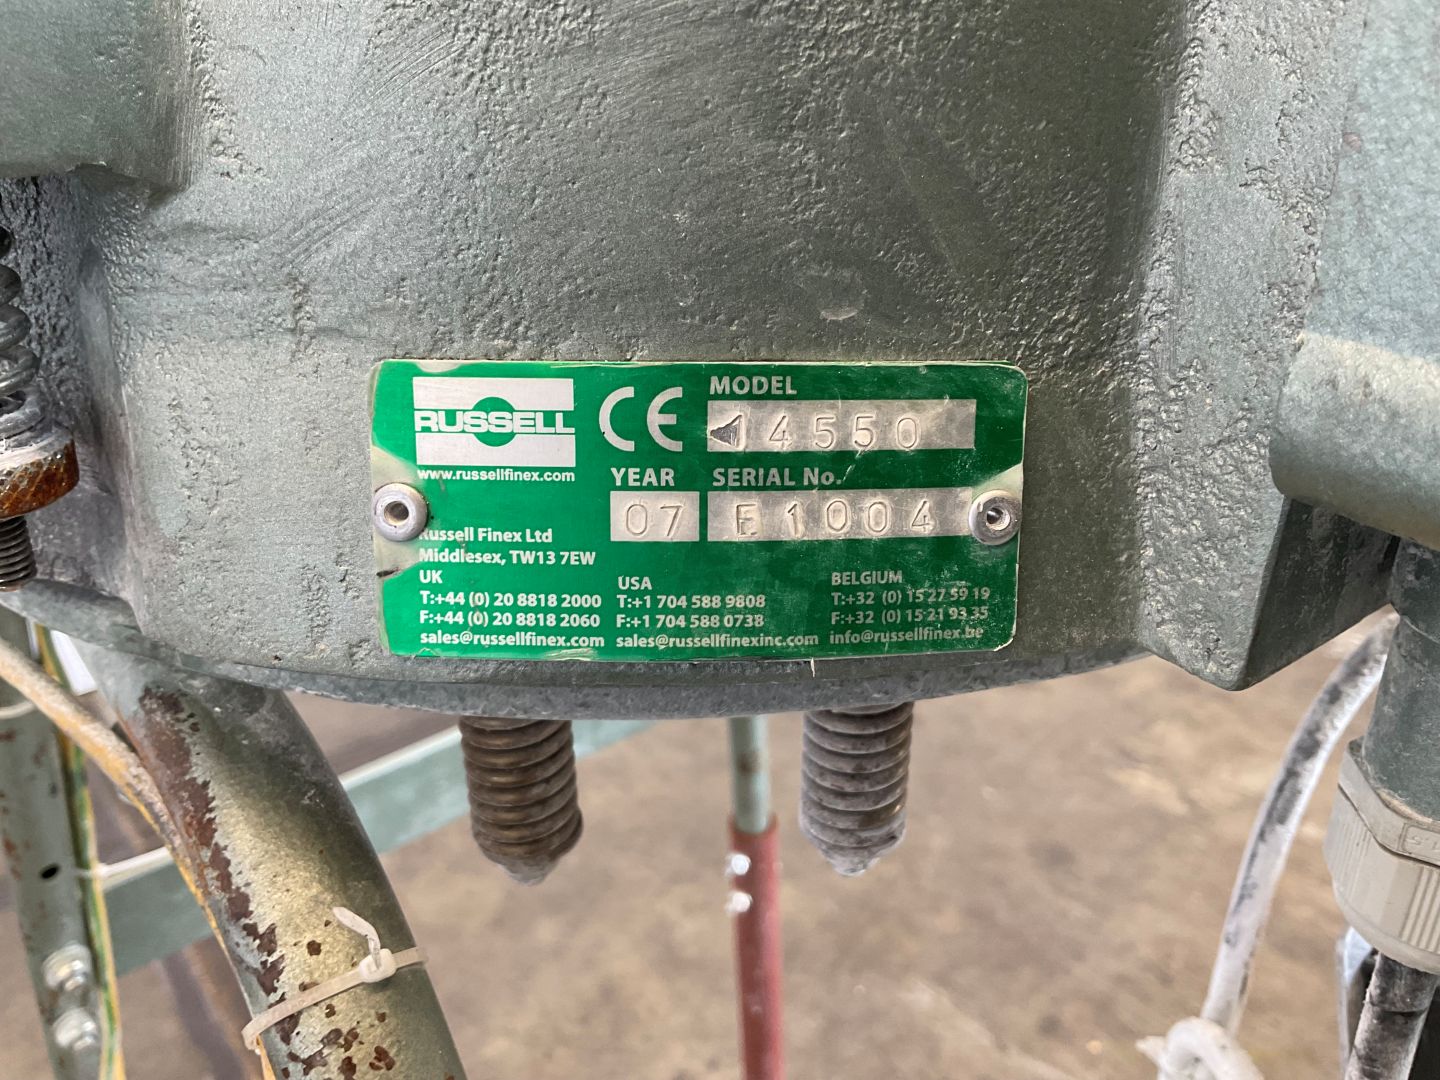 RUSSELL
www.russellfinex.com
CE
MODEL
14550
YEAR
07
SERIAL No.
E1004
Russell Finex Ltd
Middlesex, TW13 7EW
UK
T:+44 (0) 20 8818 2000
F:+44 (0) 20 8818 2060
sales@russellfinex.com
USA
T:+1 704 588 9808
F:+1 704 588 0738
sales@russellfinexinc.com
BELGIUM
T:+32 (0) 15 27 59 19
F:+32 (0) 15 21 93 35
info@russellfinex.be